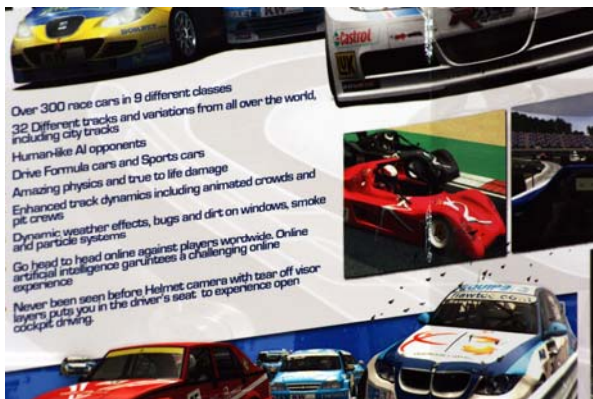 Castrol
Over 300 race cars in 9 different classes
32 Different tracks and variations from all over the world,
including city tracks
Human-like AI opponents
Drive Formula cars and Sports cars
Amazing physics and true to life damage
Enhanced track dynamics including animated crowds and
pit crews
Dynamic weather effects, bugs and dirt on windows, smoke
and particle systems
Go head to head online against players wordwide. Online
artificial intelligence garuntees a challenging online
experience
Never been seen before Helmet camera with tear off visor
layers puts you in the driver's seat to experience open
cockpit driving.